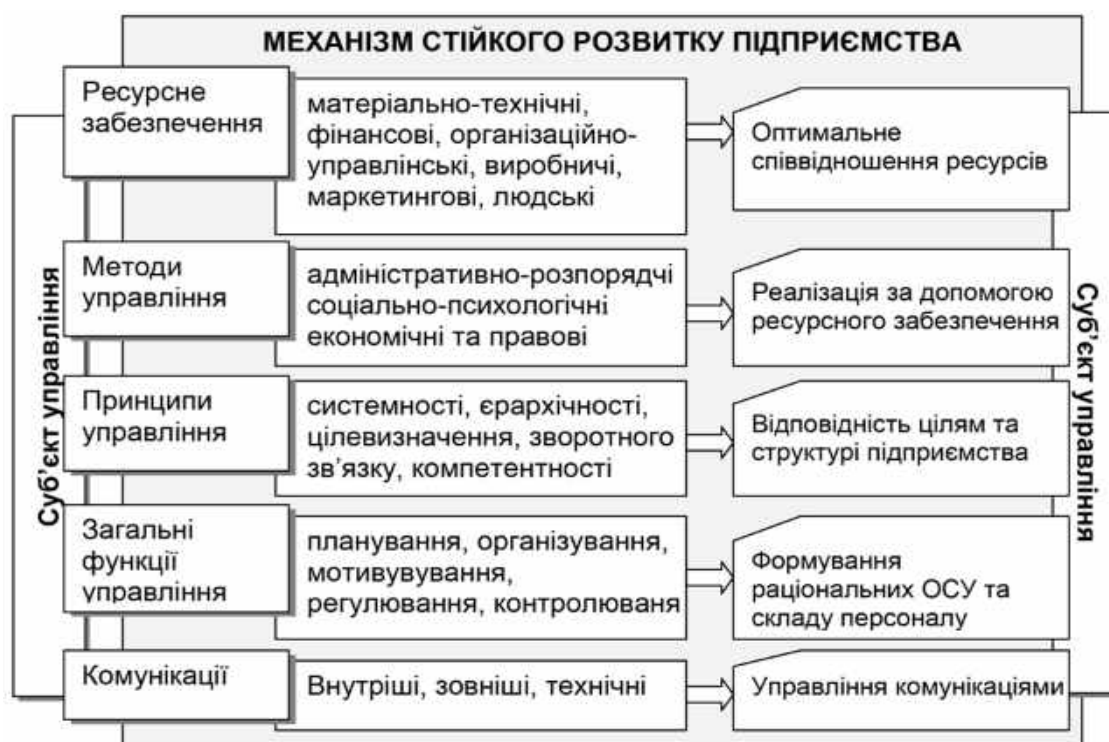 МЕХАНІЗМ СТІЙКОГО РОЗВИТКУ ПІДПРИЄМСТВА
Суб’єкт управління
Ресурсне
забезпечення
матеріально-технічні,
фінансові, організаційно-
управлінські, виробничі,
маркетингові, людські
Оптимальне
співвідношення ресурсів
Методи
управління
адміністративно-розпорядчі
соціально-психологічні
економічні та правові
Реалізація за допомогою
ресурсного забезпечення
Принципи
управління
системності, єрархічності,
цілевизначення, зворотного
зв’язку, компетентності
Відповідність цілям та
структурі підприємства
Загальні
функції
управління
планування, організування,
мотивувування,
регулювання, контролюваня
Формування
раціональних ОСУ та
складу персоналу
Комунікації
Внутріші, зовніші, технічні
Управління комунікаціями
Суб’єкт управління